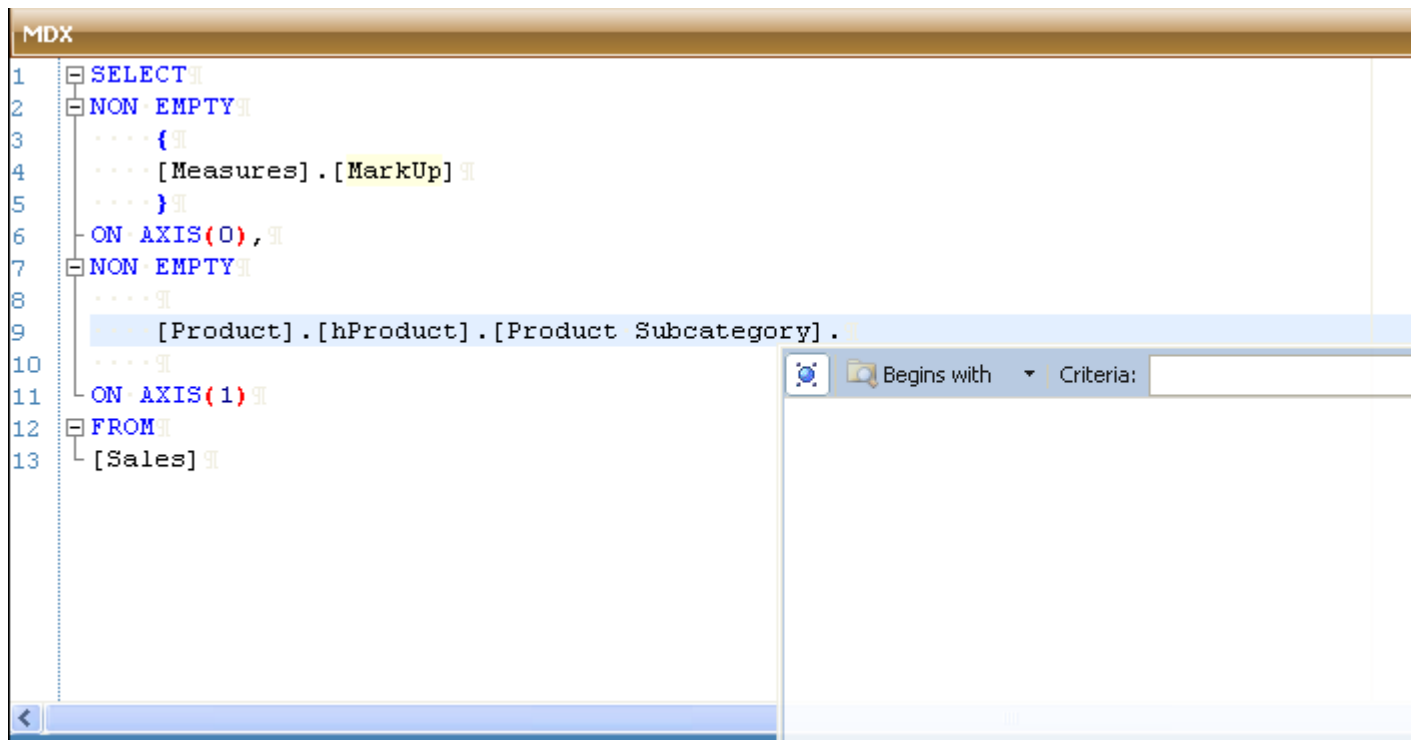 MDX
1 SELECT¶
2 NON·EMPTY¶
3 ····{¶
4 ····[Measures].[MarkUp]¶
5 ····}¶
6 ON·AXIS(0),¶
7 NON·EMPTY¶
8 ····¶
9 ····[Product].[hProduct].[Product Subcategory].¶
10 ····¶
11 ON·AXIS(1)¶
12 FROM¶
13 [Sales]¶
Begins with Criteria: